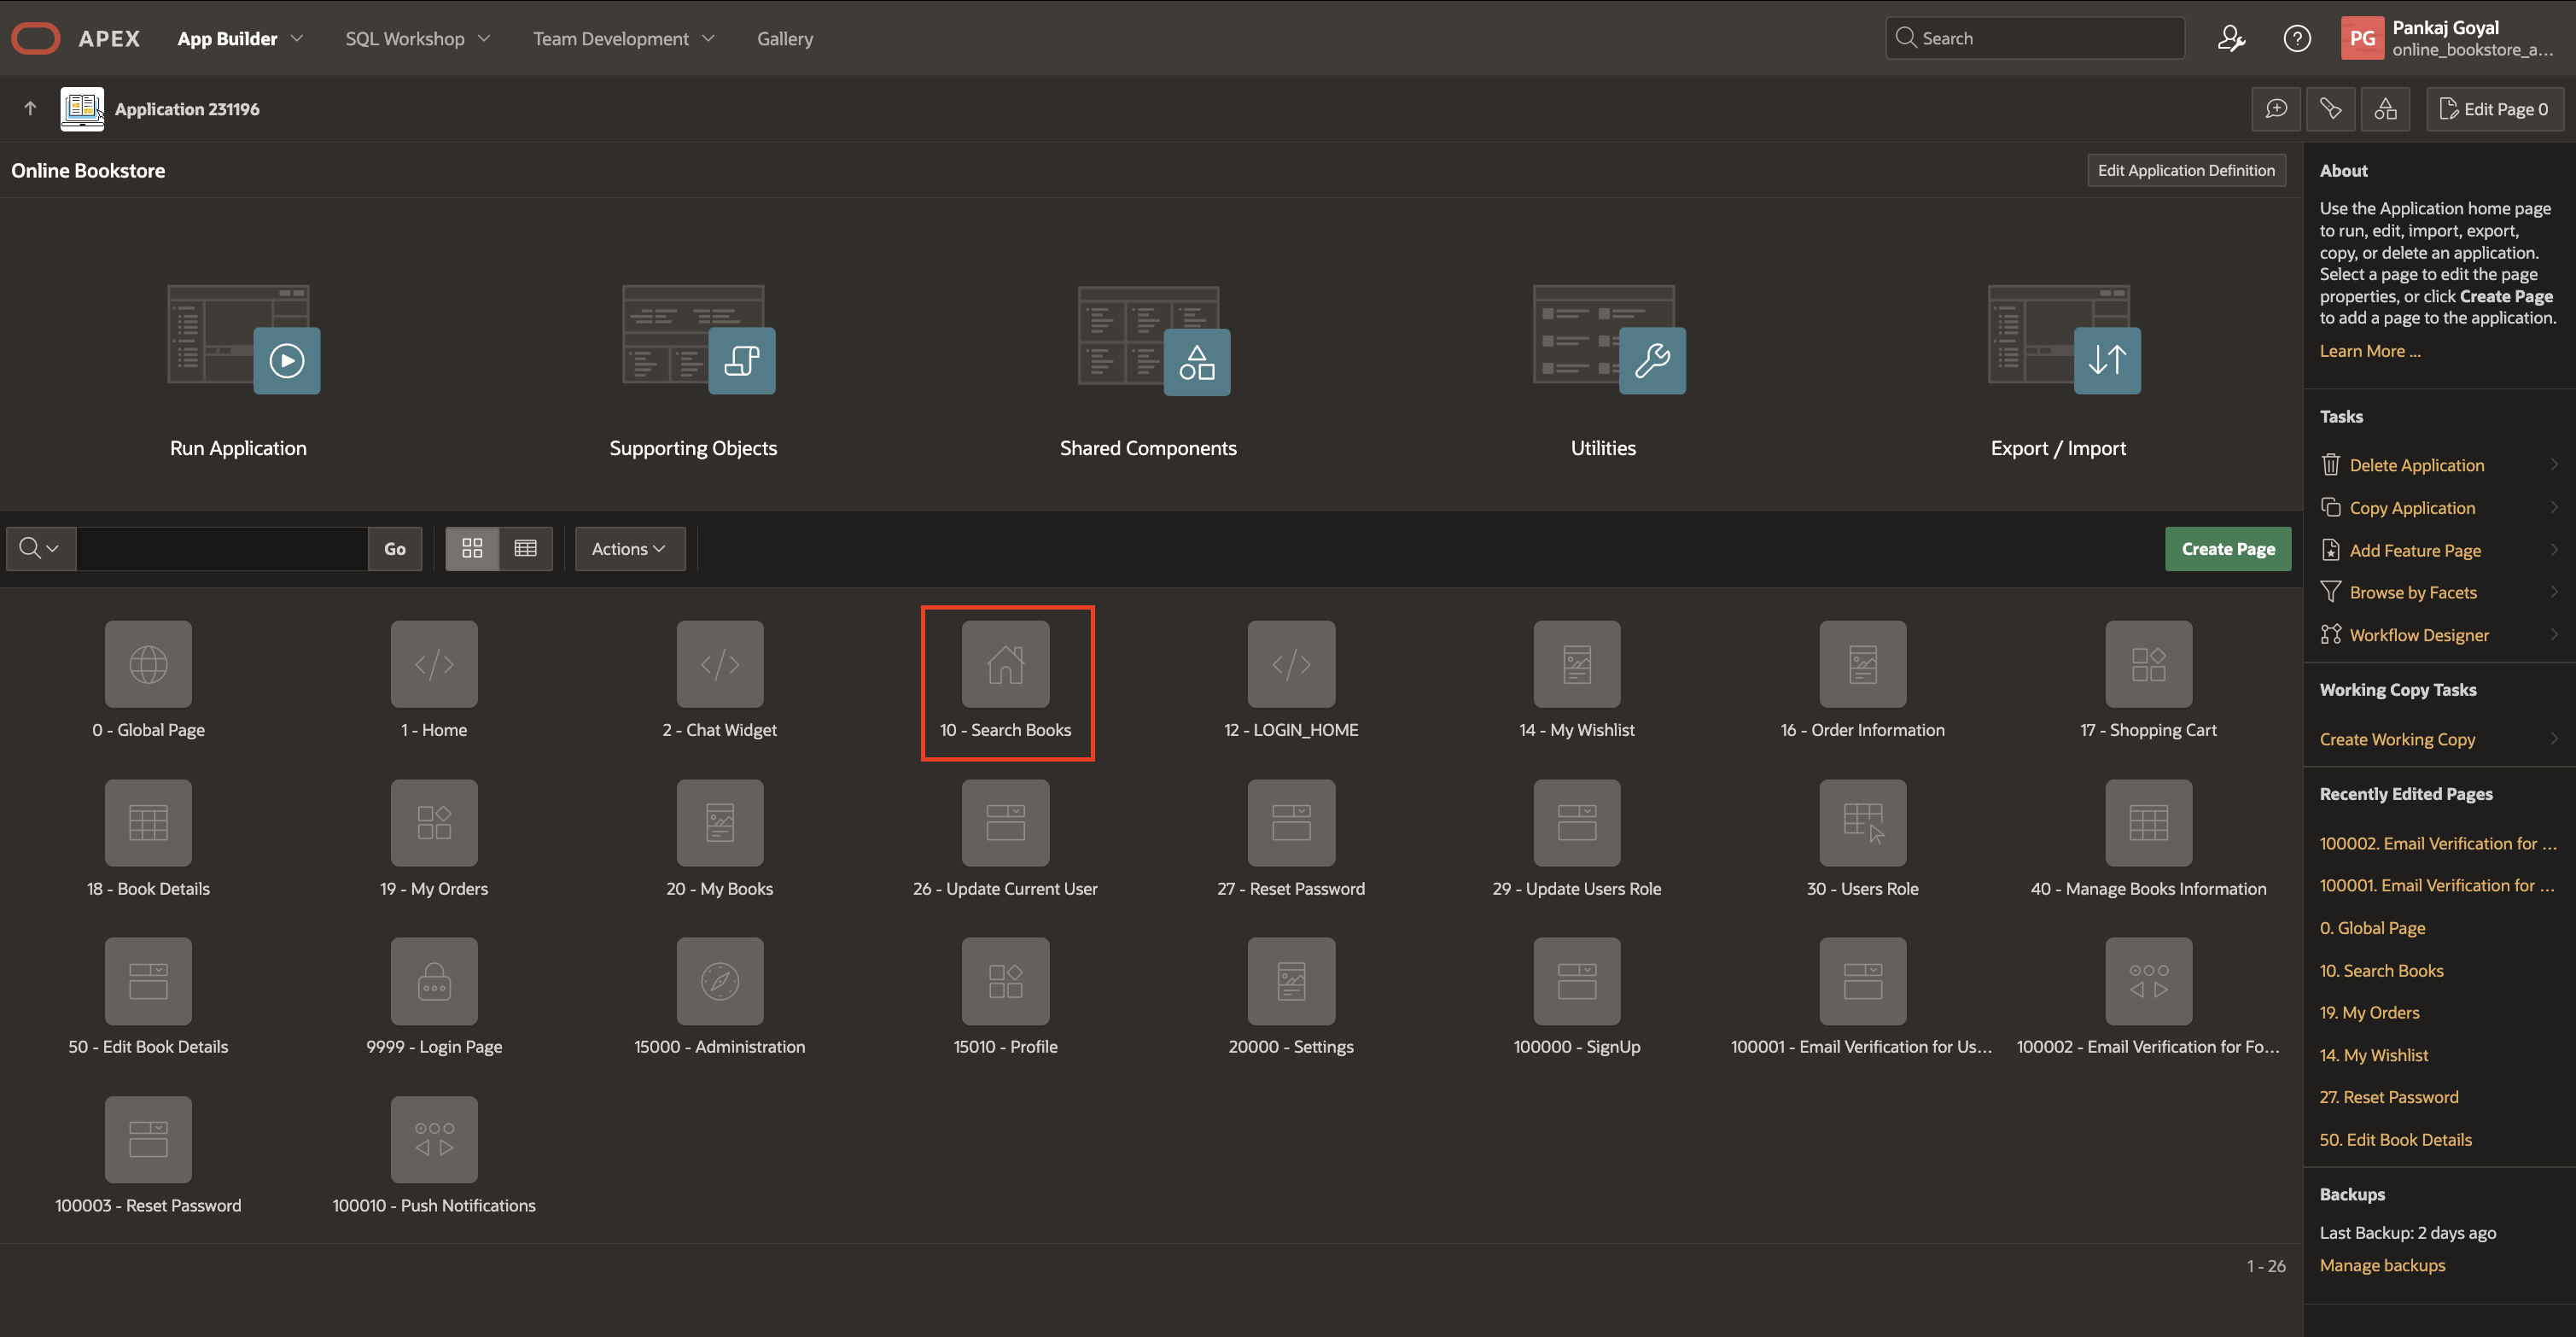 APEX App Builder SQL Workshop Team Development Gallery Search PG Pankaj Goyal
online_bookstore_a...
Application 231196 Edit Page 0
Online Bookstore Edit Application Definition
Run Application Supporting Objects Shared Components Utilities Export / Import
Go Actions Create Page
0 - Global Page 1 - Home 2 - Chat Widget 10 - Search Books 12 - LOGIN_HOME 14 - My Wishlist 16 - Order Information 17 - Shopping Cart
18 - Book Details 19 - My Orders 20 - My Books 26 - Update Current User 27 - Reset Password 29 - Update Users Role 30 - Users Role 40 - Manage Books Information
50 - Edit Book Details 9999 - Login Page 15000 - Administration 15010 - Profile 20000 - Settings 100000 - SignUp 100001 - Email Verification for Us... 100002 - Email Verification for Fo...
100003 - Reset Password 100010 - Push Notifications
1 - 26
About
Use the Application home page
to run, edit, import, export,
copy, or delete an application.
Select a page to edit the page
properties, or click Create Page
to add a page to the application.
Learn More ...
Tasks
Delete Application
Copy Application
Add Feature Page
Browse by Facets
Workflow Designer
Working Copy Tasks
Create Working Copy
Recently Edited Pages
100002. Email Verification for ...
100001. Email Verification for ...
0. Global Page
10. Search Books
19. My Orders
14. My Wishlist
27. Reset Password
50. Edit Book Details
Backups
Last Backup: 2 days ago
Manage backups